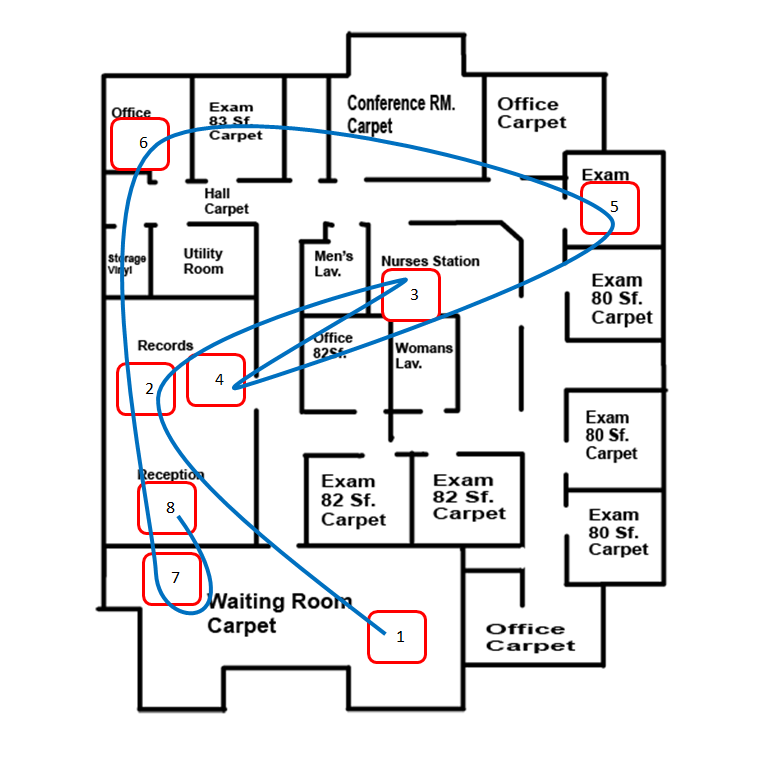 Conference RM.
Carpet
Office
Carpet
Office
6
Exam
83 Sf.
Carpet
Exam
5
Hall
Carpet
Storage
Vinyl
Utility
Room
Men's
Lav.
Nurses Station
3
Exam
80 Sf.
Carpet
Records
2
4
Office
82Sf.
Womans
Lav.
Exam
80 Sf.
Carpet
Reception
8
Exam
82 Sf.
Carpet
Exam
82 Sf.
Carpet
Exam
80 Sf.
Carpet
7
Waiting Room
Carpet
1
Office
Carpet